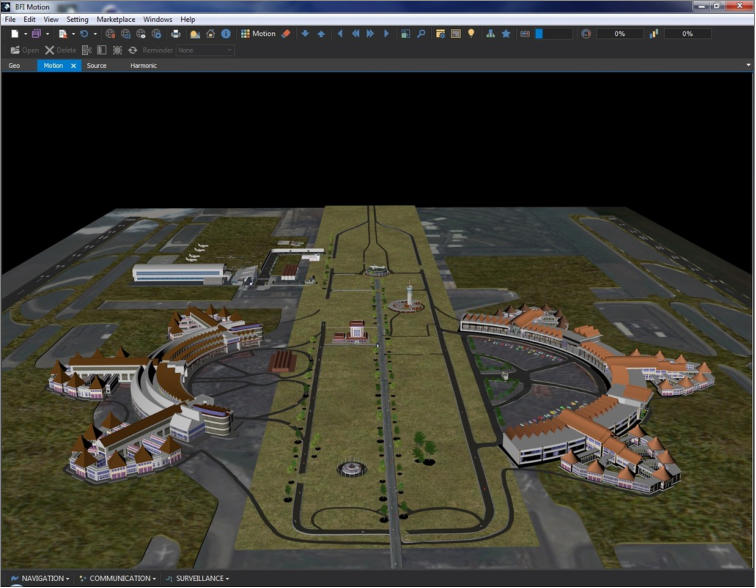 BFI Motion
File Edit View Setting Marketplace Windows Help
Motion 0% 0%
Open Delete Reminder None
Geo Motion Source Harmonic
NAVIGATION COMMUNICATION SURVEILLANCE